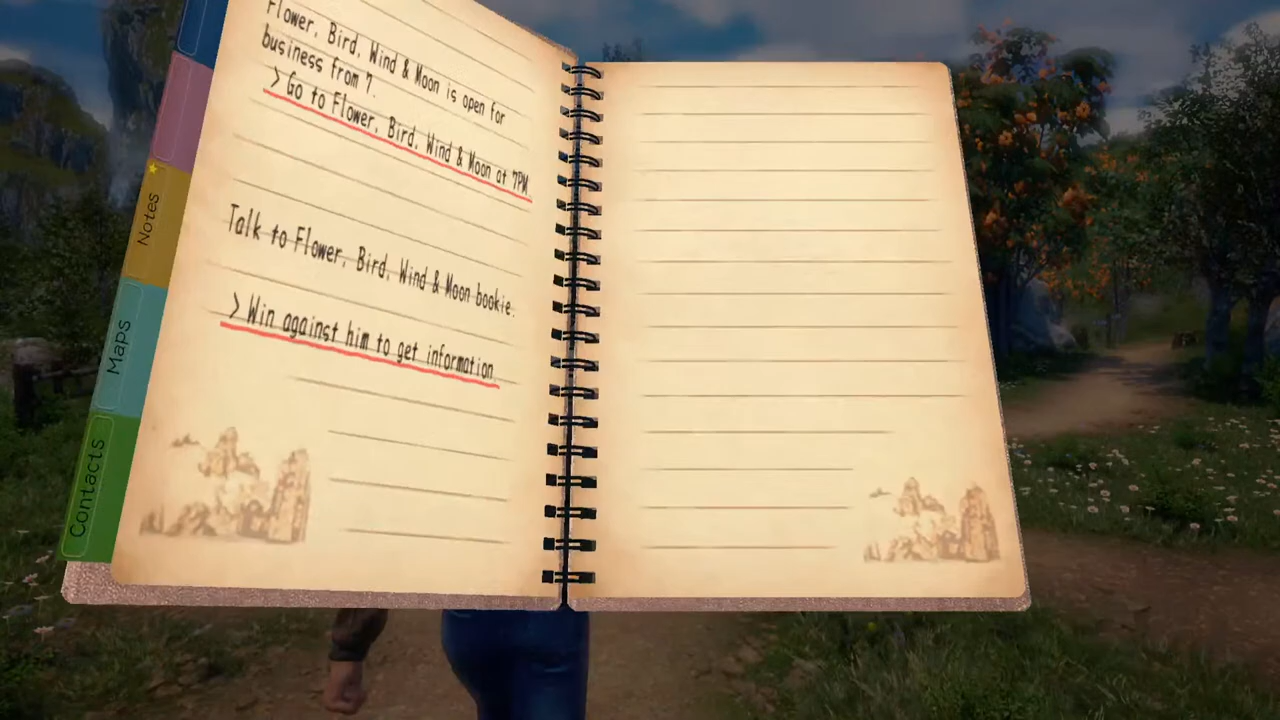 Flower, Bird, Wind & Moon is open for
business from 7.
> Go to Flower, Bird, Wind & Moon at 7PM.
Talk to Flower, Bird, Wind & Moon bookie.
> Win against him to get information.
Notes
Maps
Contacts